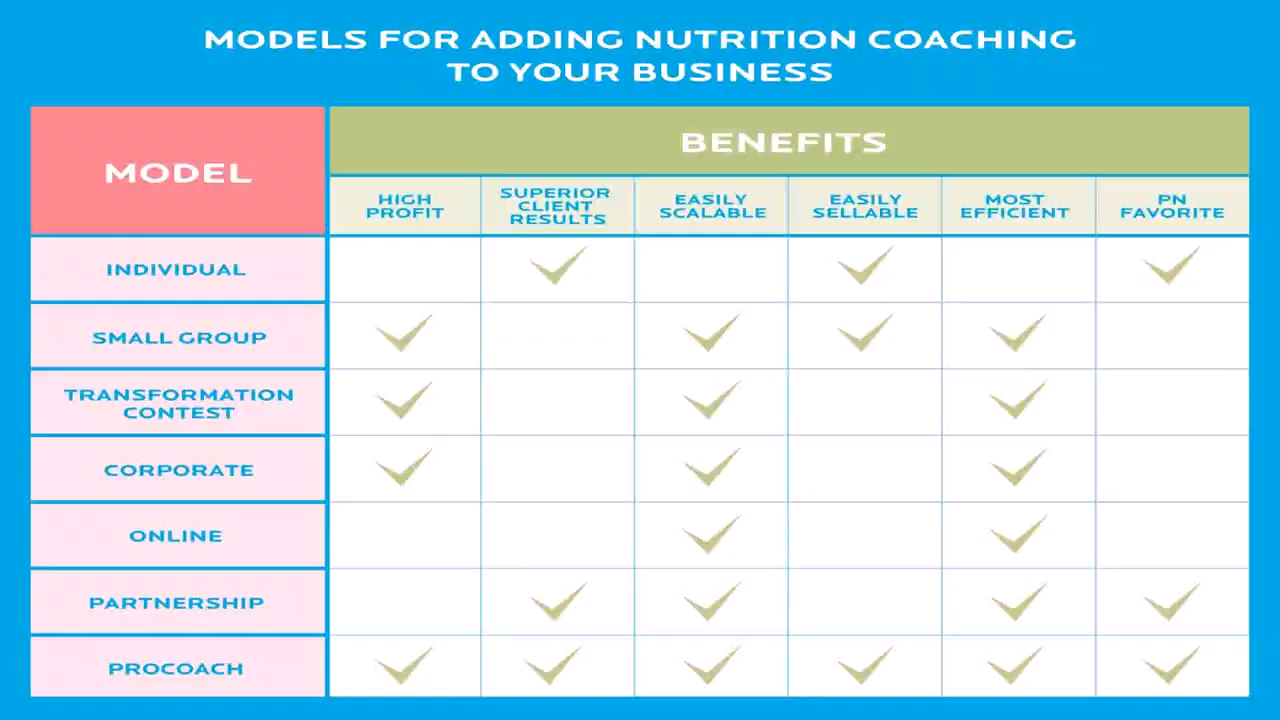 MODELS FOR ADDING NUTRITION COACHING
TO YOUR BUSINESS
MODEL
BENEFITS
HIGH
PROFIT
SUPERIOR
CLIENT
RESULTS
EASILY
SCALABLE
EASILY
SELLABLE
MOST
EFFICIENT
PN
FAVORITE
INDIVIDUAL
SMALL GROUP
TRANSFORMATION
CONTEST
CORPORATE
ONLINE
PARTNERSHIP
PROCOACH